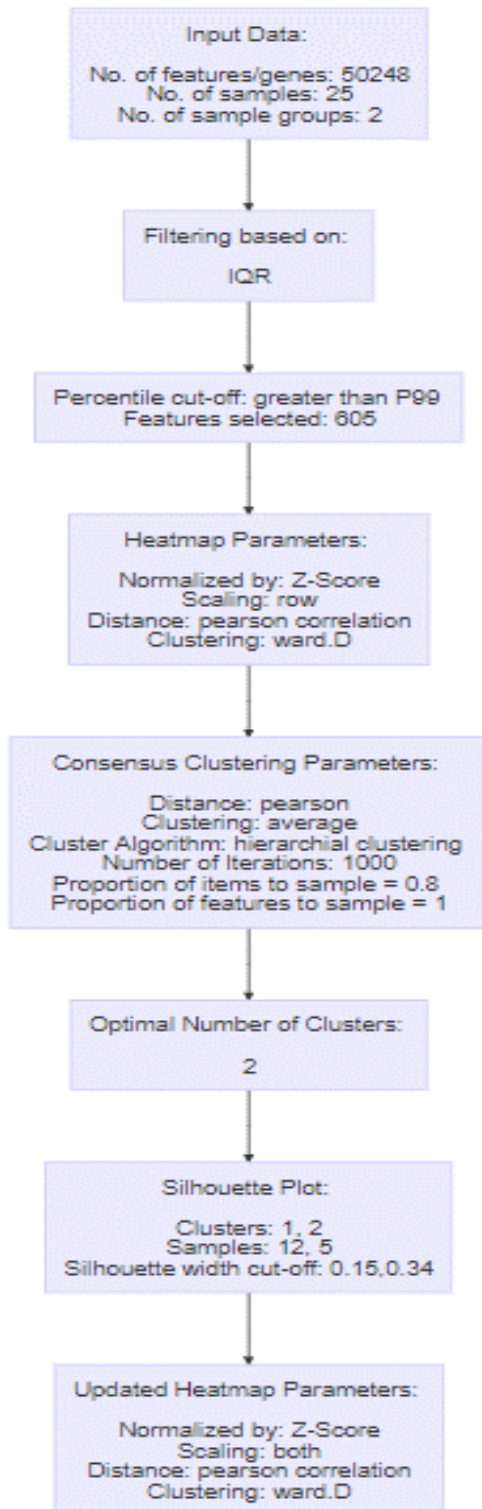 Input Data:
No. of features/genes: 50248
No. of samples: 25
No. of sample groups: 2
Filtering based on:
IQR
Percentile cut-off: greater than P99
Features selected: 605
Heatmap Parameters:
Normalized by: Z-Score
Scaling: row
Distance: pearson correlation
Clustering: ward.D
Consensus Clustering Parameters:
Distance: pearson
Clustering: average
Cluster Algorithm: hierarchial clustering
Number of Iterations: 1000
Proportion of items to sample = 0.8
Proportion of features to sample = 1
Optimal Number of Clusters:
2
Silhouette Plot:
Clusters: 1, 2
Samples: 12, 5
Silhouette width cut-off: 0.15,0.34
Updated Heatmap Parameters:
Normalized by: Z-Score
Scaling: both
Distance: pearson correlation
Clustering: ward.D